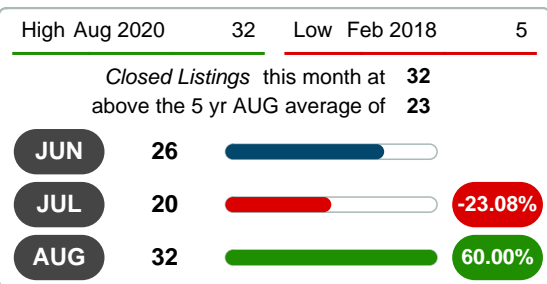 High Aug 2020 32 Low Feb 2018 5
Closed Listings this month at 32
above the 5 yr AUG average of 23
JUN 26
JUL 20 -23.08%
AUG 32 60.00%